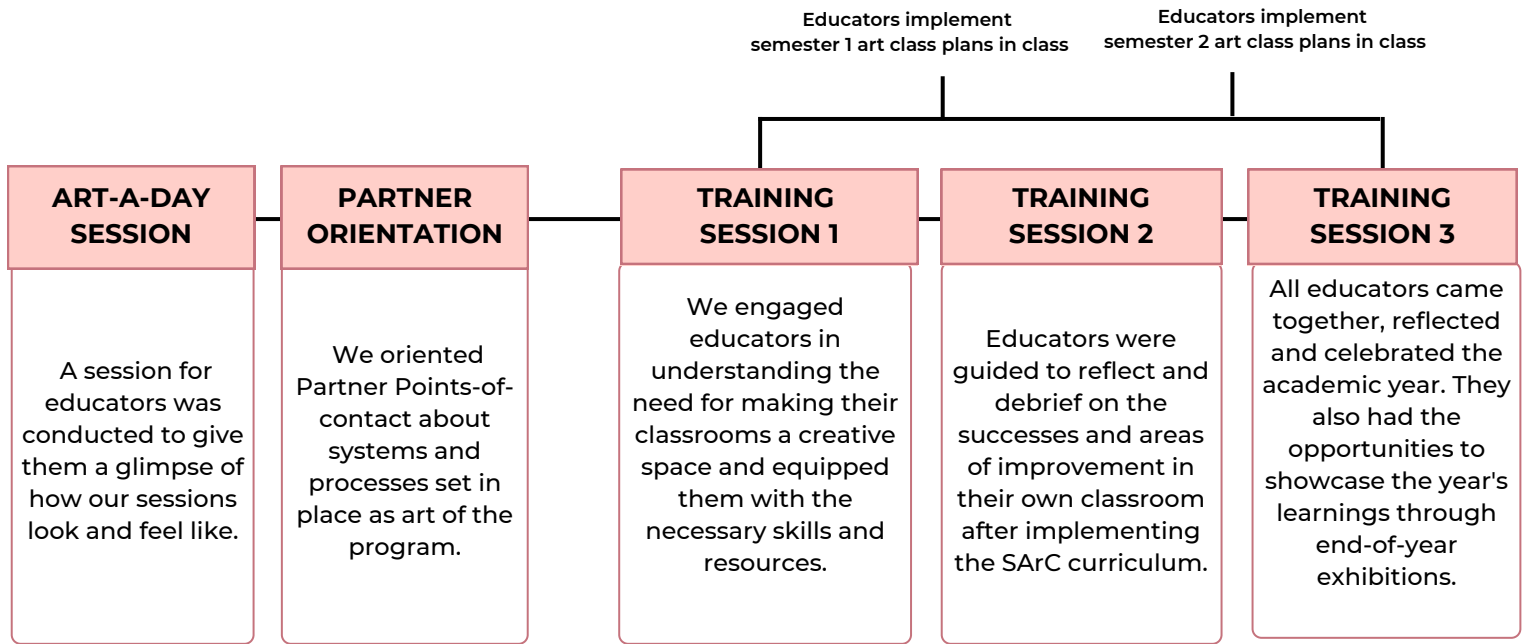 Educators implement
semester 1 art class plans in class
Educators implement
semester 2 art class plans in class
ART-A-DAY
SESSION
A session for
educators was
conducted to give
them a glimpse of
how our sessions
look and feel like.
PARTNER
ORIENTATION
We oriented
Partner Points-of-
contact about
systems and
processes set in
place as art of the
program.
TRAINING
SESSION 1
We engaged
educators in
understanding the
need for making their
classrooms a creative
space and equipped
them with the
necessary skills and
resources.
TRAINING
SESSION 2
Educators were
guided to reflect and
debrief on the
successes and areas
of improvement in
their own classroom
after implementing
the SArC curriculum.
TRAINING
SESSION 3
All educators came
together, reflected
and celebrated the
academic year. They
also had the
opportunities to
showcase the year's
learnings through
end-of-year
exhibitions.